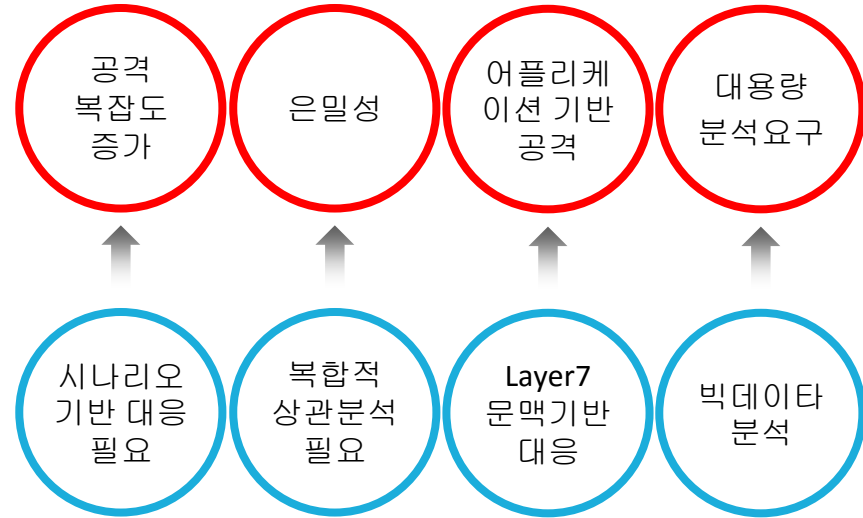 공격
복잡도
증가
은밀성
어플리케
이션 기반
공격
대용량
분석요구
시나리오
기반 대응
필요
복합적
상관분석
필요
Layer7
문맥기반
대응
빅데이타
분석